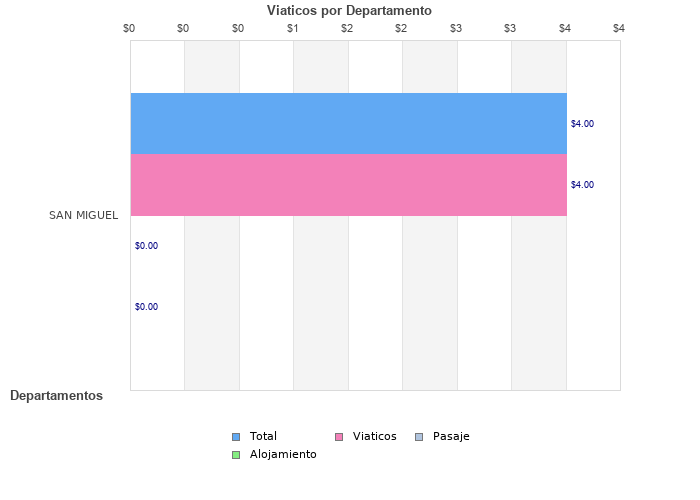 Viaticos por Departamento
$0 $0 $0 $1 $2 $2 $3 $3 $4 $4
$4.00
$4.00
SAN MIGUEL
$0.00
$0.00
Departamentos
Total Viaticos Pasaje
Alojamiento